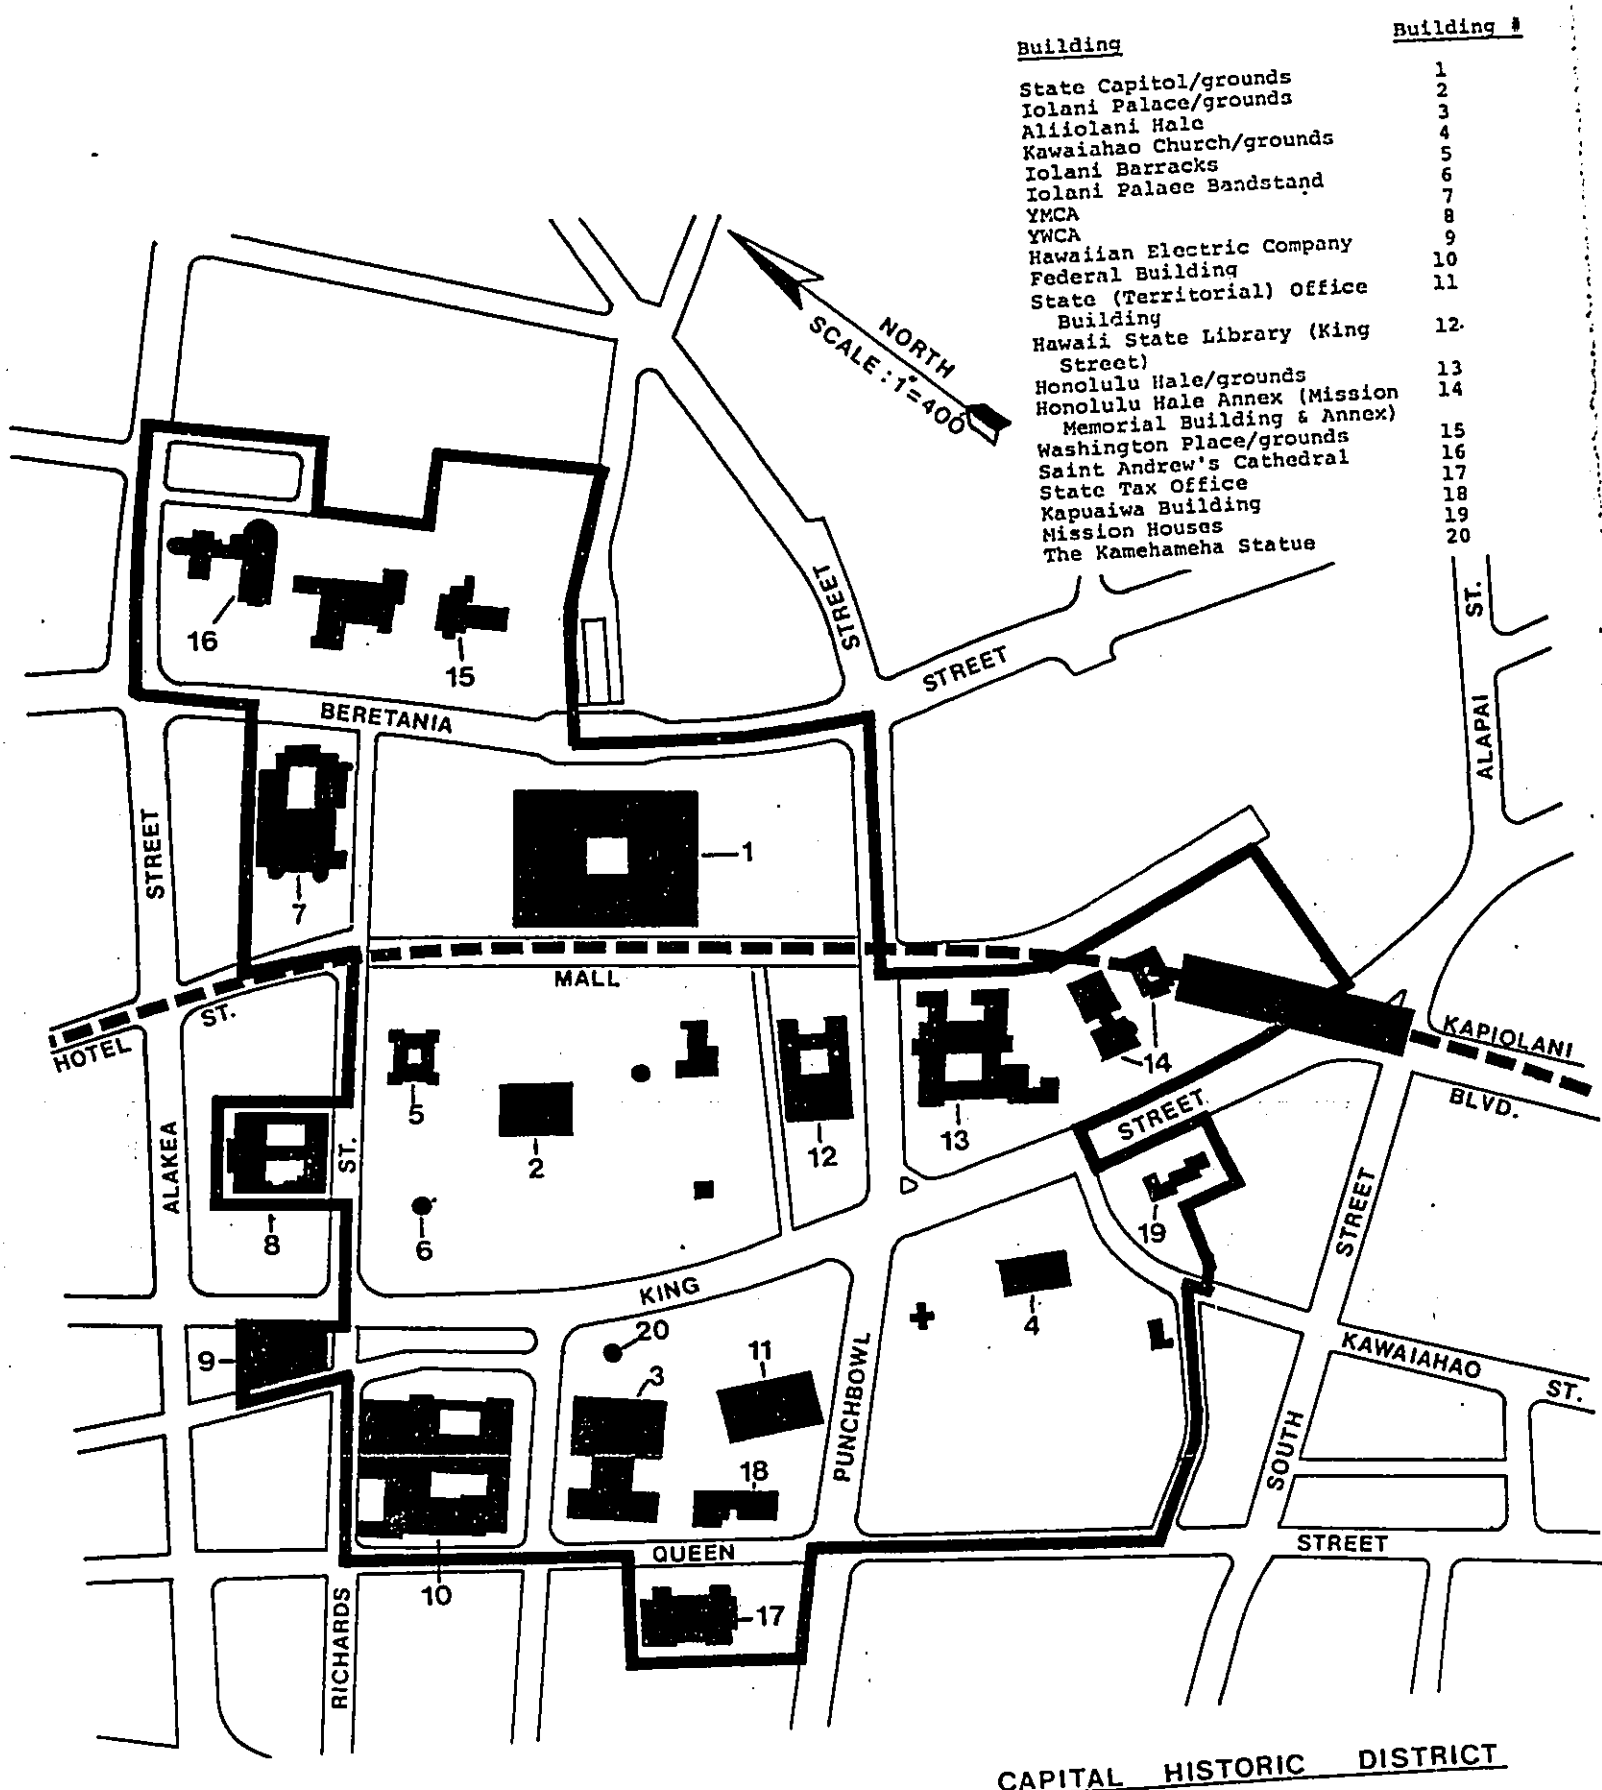 Building Building #
State Capitol/grounds 1
Iolani Palace/grounds 2
Aliiolani Hale 3
Kawaiahao Church/grounds 4
Iolani Barracks 5
Iolani Palace Bandstand 6
YMCA 7
YWCA 8
Hawaiian Electric Company 9
Federal Building 10
State (Territorial) Office 11
Building
Hawaii State Library (King 12
Street)
Honolulu Hale/grounds 13
Honolulu Hale Annex (Mission 14
Memorial Building & Annex)
Washington Place/grounds 15
Saint Andrew's Cathedral 16
State Tax Office 17
Kapuaiwa Building 18
Mission Houses 19
The Kamehameha Statue 20
NORTH
SCALE : 1"=400
STREET
STREET
ST.
ALAPAI
16
15
BERETANIA
STREET
7
1
MALL
HOTEL
ST.
KAPIOLANI
BLVD.
5
2
12
13
14
STREET
ALAKEA
ST.
8
6
19
STREET
KING
4
20
9
3
11
PUNCHBOWL
KAWAIAHAO
ST.
SOUTH
18
QUEEN
STREET
10
17
RICHARDS
CAPITAL HISTORIC DISTRICT